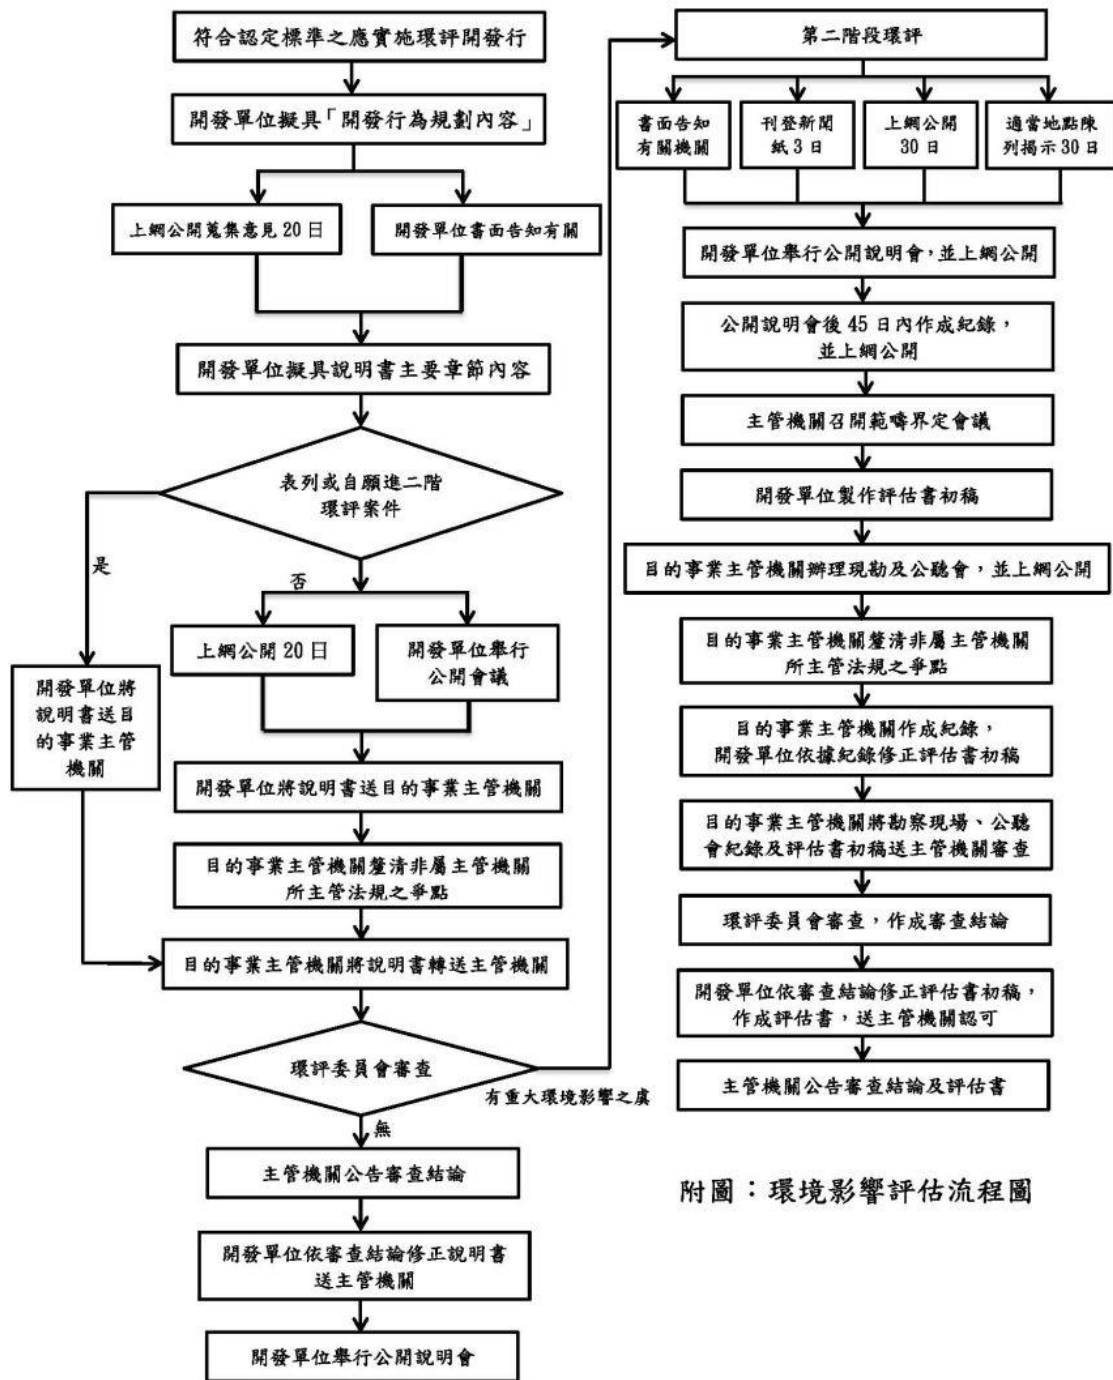 符合認定標準之應實施環評開發行
開發單位擬具「開發行為規劃內容」
上網公開蒐集意見20日
開發單位書面告知有關
開發單位擬具說明書主要章節內容
表列或自願進二階
環評案件
是
否
上網公開20日
開發單位舉行
公開會議
開發單位將
說明書送目
的事業主管
機關
開發單位將說明書送目的事業主管機關
目的事業主管機關釐清非屬主管機關
所主管法規之爭點
目的事業主管機關將說明書轉送主管機關
環評委員會審查
有重大環境影響之虞
無
主管機關公告審查結論
開發單位依審查結論修正說明書
送主管機關
開發單位舉行公開說明會
第二階段環評
書面告知
有關機關
刊登新聞
紙3日
上網公開
30日
適當地點陳
列揭示30日
開發單位舉行公開說明會，並上網公開
公開說明會後45日內作成紀錄，
並上網公開
主管機關召開範疇界定會議
開發單位製作評估書初稿
目的事業主管機關辦理現勘及公聽會，並上網公開
目的事業主管機關釐清非屬主管機關
所主管法規之爭點
目的事業主管機關作成紀錄，
開發單位依據紀錄修正評估書初稿
目的事業主管機關將勘察現場、公聽
會紀錄及評估書初稿送主管機關審查
環評委員會審查，作成審查結論
開發單位依審查結論修正評估書初稿，
作成評估書，送主管機關認可
主管機關公告審查結論及評估書
附圖：環境影響評估流程圖